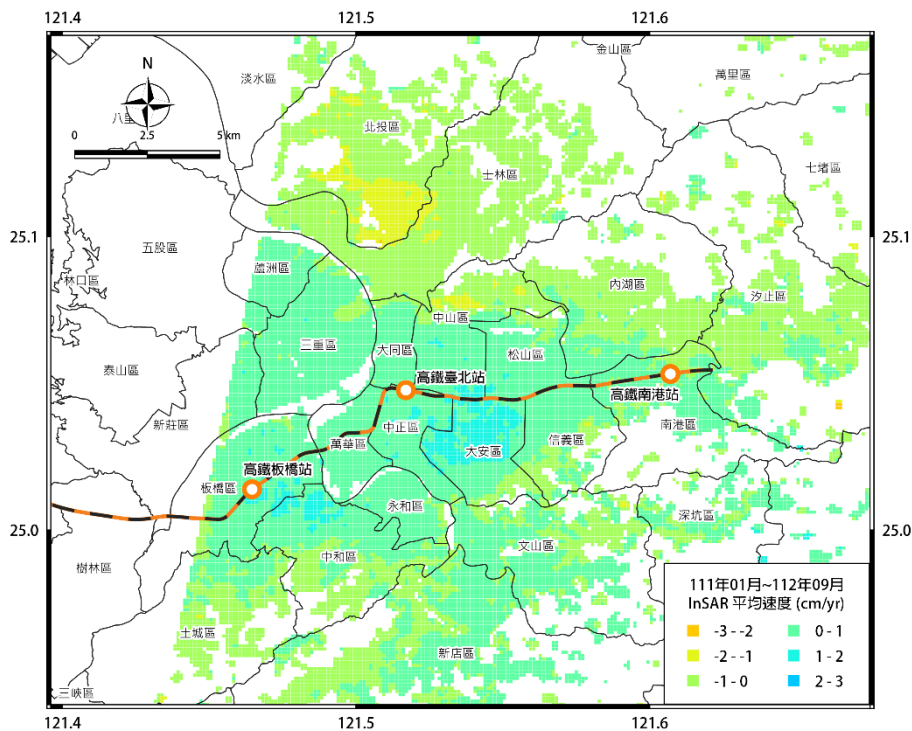 121.4
121.5
121.6
金山區
萬里區
淡水區
N
八里
0
2.5
5 km
北投區
士林區
七堵區
25.1
25.1
五股區
蘆洲區
林口區
內湖區
汐止區
中山區
三重區
大同區
松山區
泰山區
高鐵臺北站
高鐵南港站
新莊區
萬華區
中正區
大安區
信義區
南港區
高鐵板橋站
板橋區
永和區
深坑區
25.0
25.0
中和區
文山區
樹林區
土城區
新店區
三峽區
111年01月~112年09月
InSAR 平均速度 (cm/yr)
-3 - -2
0 - 1
-2 - -1
1 - 2
-1 - 0
2 - 3
121.4
121.5
121.6